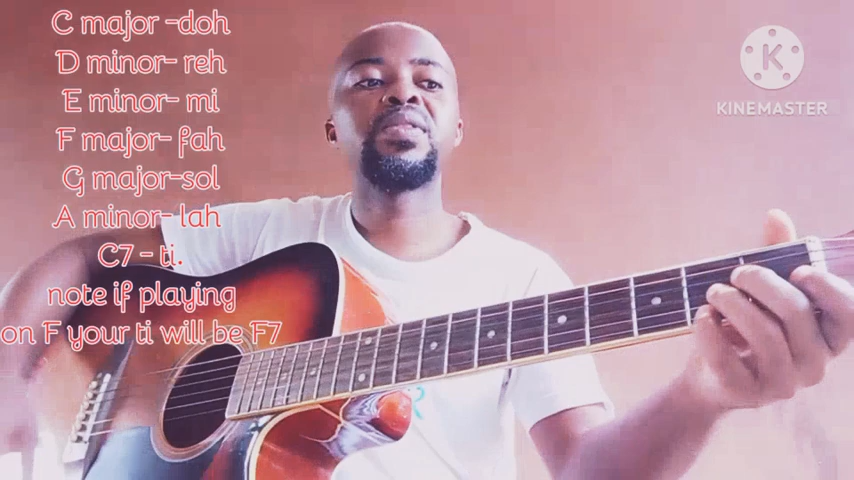 C major -doh
D minor- reh
E minor- mi
F major- fah
G major-sol
A minor- lah
C7 - ti.
note if playing
on F your ti will be F7
KINEMASTER